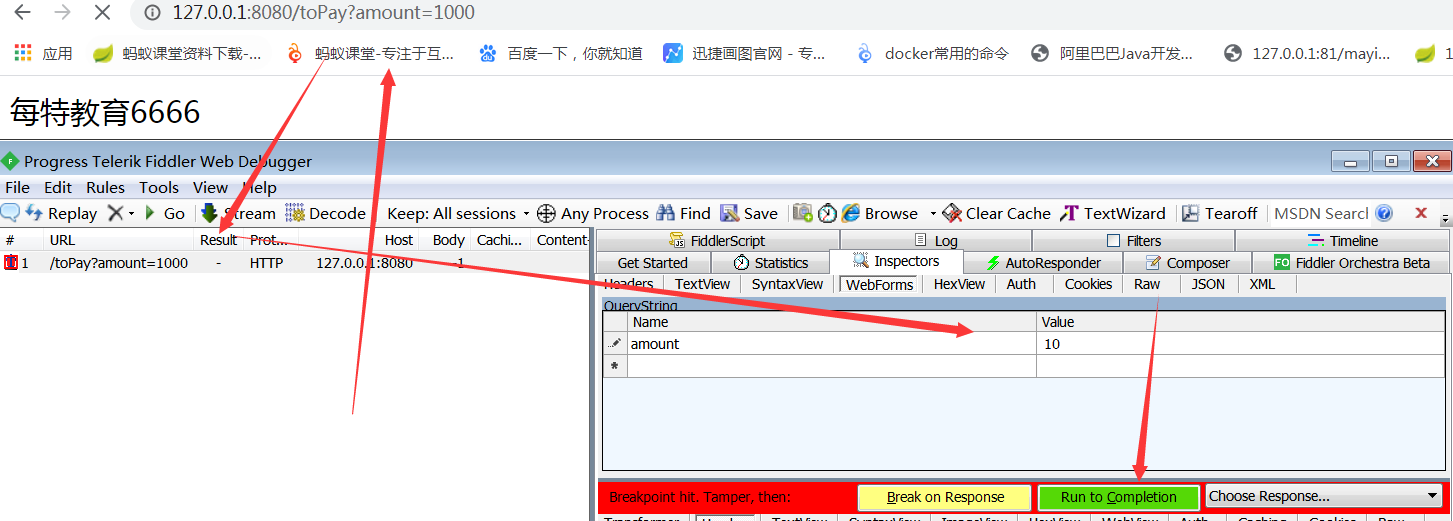 127.0.0.1:8080/toPay?amount=1000
应用 蚂蚁课堂资料下载-... 蚂蚁课堂-专注于互... 百度一下，你就知道 迅捷画图官网 - 专... docker常用的命令 阿里巴巴Java开发... 127.0.0.1:81/mayi...
每特教育6666
Progress Telerik Fiddler Web Debugger
File Edit Rules Tools View Help
Replay Go Stream Decode Keep: All sessions Any Process Find Save Browse Clear Cache TextWizard Tearoff MSDN Search
# URL Result Prot... Host Body Cachi... Content-
1 /toPay?amount=1000 - HTTP 127.0.0.1:8080 -1
FiddlerScript Log Filters Timeline
Get Started Statistics Inspectors AutoResponder Composer FO Fiddler Orchestra Beta
Headers TextView SyntaxView WebForms HexView Auth Cookies Raw JSON XML
QueryString
Name Value
amount 10
*
Breakpoint hit. Tamper, then: Break on Response Run to Completion Choose Response...